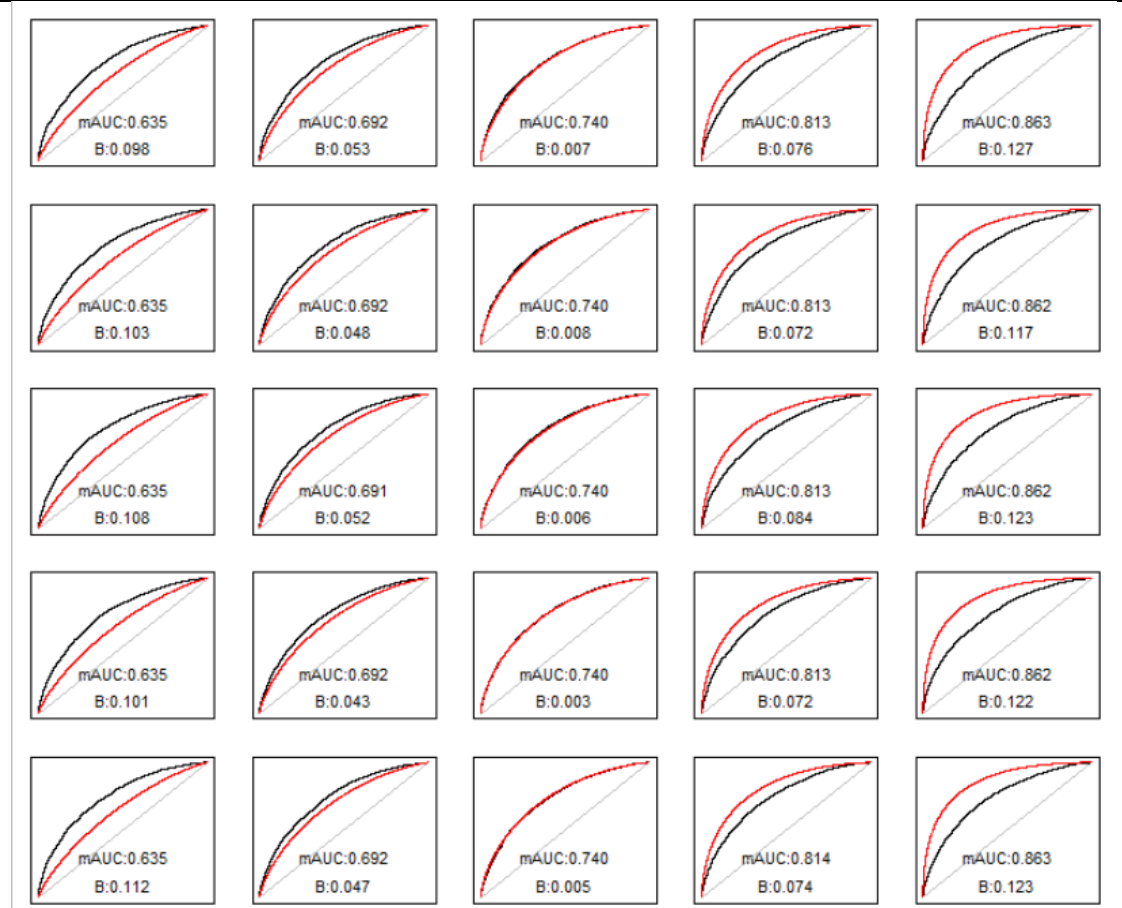 mAUC:0.635
B:0.098
mAUC:0.692
B:0.053
mAUC:0.740
B:0.007
mAUC:0.813
B:0.076
mAUC:0.863
B:0.127
mAUC:0.635
B:0.103
mAUC:0.692
B:0.048
mAUC:0.740
B:0.008
mAUC:0.813
B:0.072
mAUC:0.862
B:0.117
mAUC:0.635
B:0.108
mAUC:0.691
B:0.052
mAUC:0.740
B:0.006
mAUC:0.813
B:0.084
mAUC:0.862
B:0.123
mAUC:0.635
B:0.101
mAUC:0.692
B:0.043
mAUC:0.740
B:0.003
mAUC:0.813
B:0.072
mAUC:0.862
B:0.122
mAUC:0.635
B:0.112
mAUC:0.692
B:0.047
mAUC:0.740
B:0.005
mAUC:0.814
B:0.074
mAUC:0.863
B:0.123